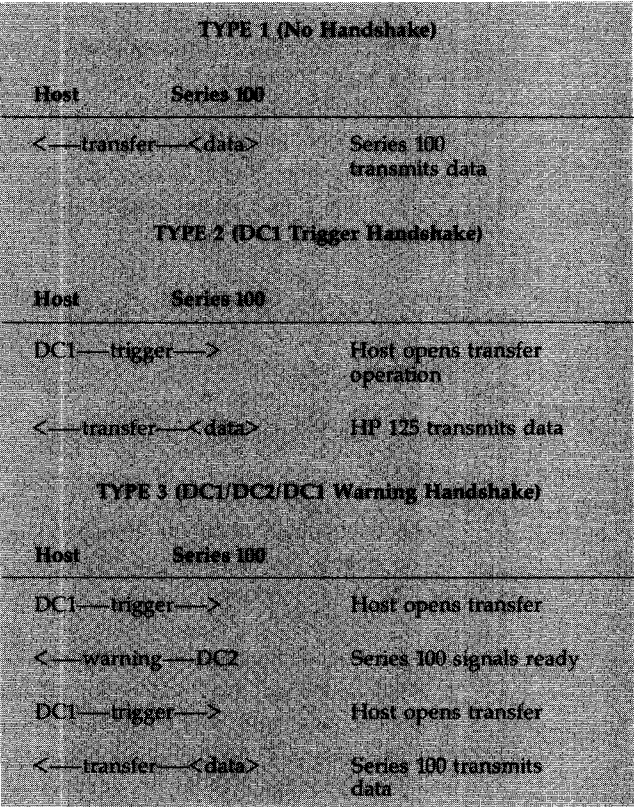 TYPE 1 (No Handshake)
Host Series 100
<—transfer—<data> Series 100
transmits data
TYPE 2 (DC1 Trigger Handshake)
Host Series 100
DC1—trigger—> Host opens transfer
operation
<—transfer—<data> HP 125 transmits data
TYPE 3 (DC1/DC2/DC1 Warning Handshake)
Host Series 100
DC1—trigger—> Host opens transfer
<—warning—DC2 Series 100 signals ready
DC1—trigger—> Host opens transfer
<—transfer—<data> Series 100 transmits
data